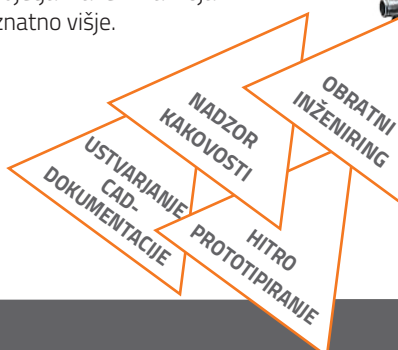 znatno višje.
NADZOR
KAKOVOSTI
OBRATNI
INŽENIRING
USTVARJANJE
CAD-
DOKUMENTACIJE
HITRO
PROTOTIPIRANJE